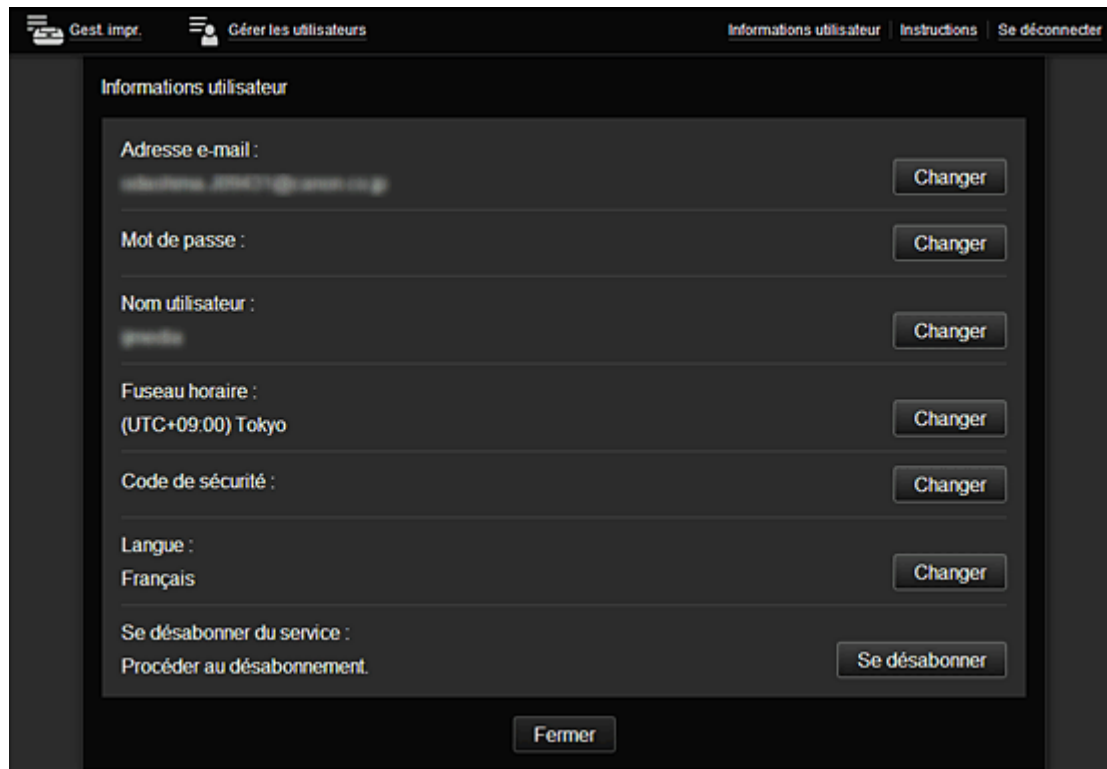 Gest. impr.
Gérer les utilisateurs
Informations utilisateur
Instructions
Se déconnecter
Informations utilisateur
Adresse e-mail :
Changer
Mot de passe :
Changer
Nom utilisateur :
Changer
Fuseau horaire :
(UTC+09:00) Tokyo
Changer
Code de sécurité :
Changer
Langue :
Français
Changer
Se désabonner du service :
Procéder au désabonnement.
Se désabonner
Fermer